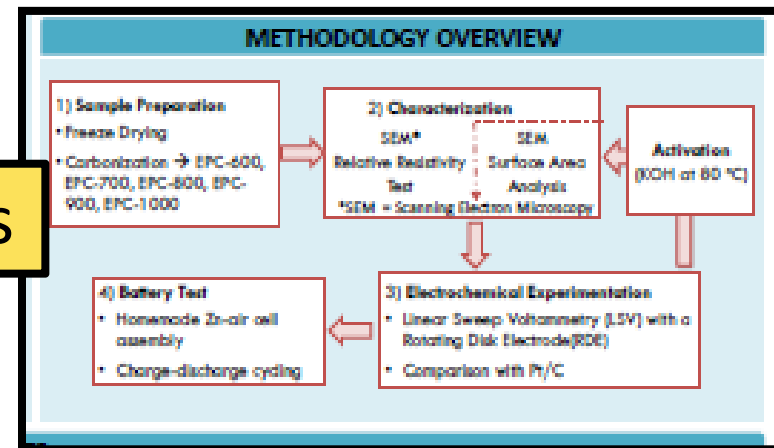 METHODOLOGY OVERVIEW
1) Sample Preparation
• Freeze Drying
• Carbonization → EPC-600,
EPC-700, EPC-800, EPC-
900, EPC-1000
2) Characterization
SEM*
Relative Resistivity
Test
SEM
Surface Area
Analysis
*SEM = Scanning Electron Microscopy
Activation
(KOH at 80 °C)
S
4) Battery Test
• Homemade Zn-air cell
assembly
• Charge-discharge cycling
3) Electrochemical Experimentation
• Linear Sweep Voltammetry (LSV) with a
Rotating Disk Electrode(RDE)
• Comparison with Pt/C